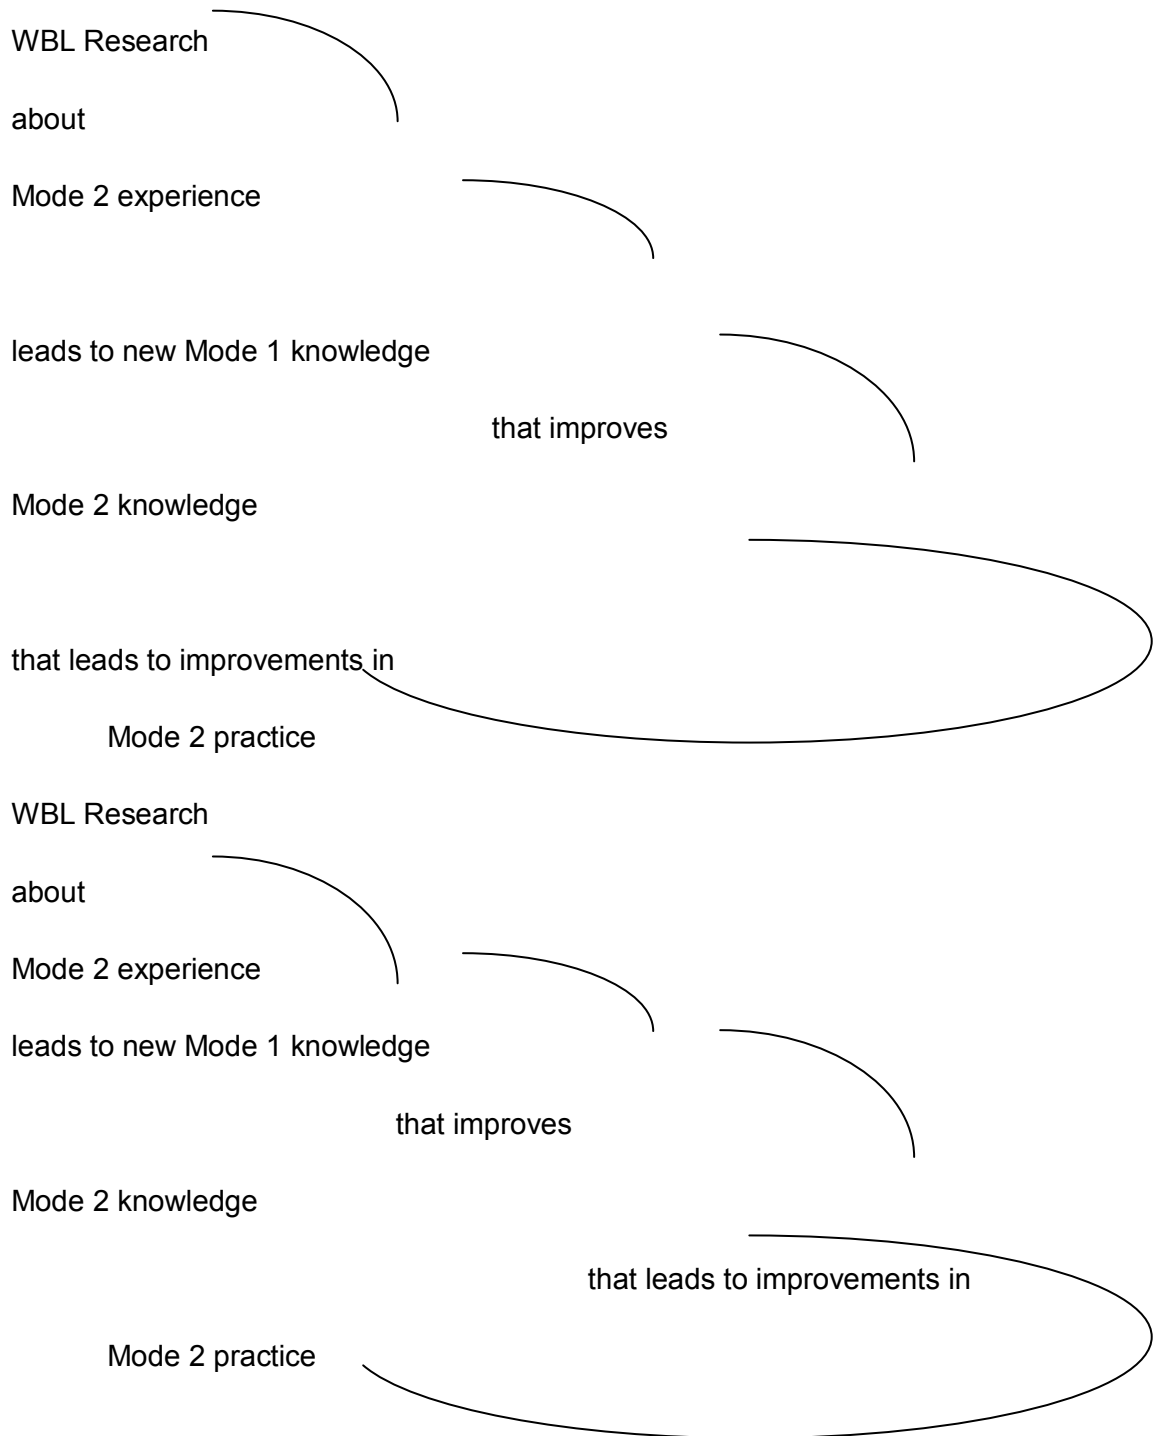 WBL Research
about
Mode 2 experience
leads to new Mode 1 knowledge
that improves
Mode 2 knowledge
that leads to improvements in
Mode 2 practice
WBL Research
about
Mode 2 experience
leads to new Mode 1 knowledge
that improves
Mode 2 knowledge
that leads to improvements in
Mode 2 practice